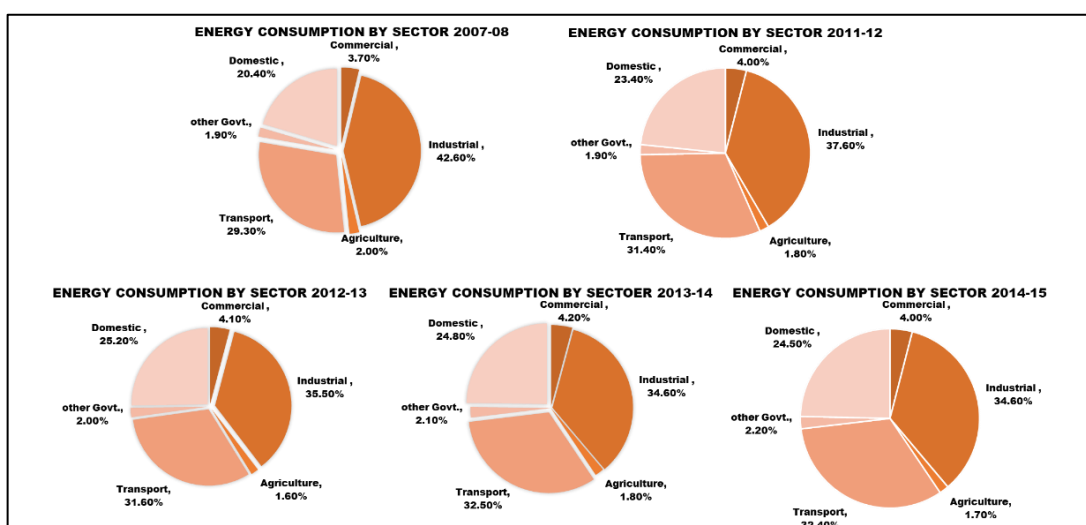 ENERGY CONSUMPTION BY SECTOR 2007-08
Commercial ,
3.70%
Domestic ,
20.40%
other Govt.,
1.90%
Industrial ,
42.60%
Transport,
29.30%
Agriculture,
2.00%
ENERGY CONSUMPTION BY SECTOR 2011-12
Commercial ,
4.00%
Domestic ,
23.40%
other Govt.,
1.90%
Industrial ,
37.60%
Transport,
31.40%
Agriculture,
1.80%
ENERGY CONSUMPTION BY SECTOR 2012-13
Commercial ,
4.10%
Domestic ,
25.20%
Industrial ,
35.50%
other Govt.,
2.00%
Transport,
31.60%
Agriculture,
1.60%
ENERGY CONSUMPTION BY SECTOER 2013-14
Commercial ,
4.20%
Domestic ,
24.80%
Industrial ,
34.60%
other Govt.,
2.10%
Transport,
32.50%
Agriculture,
1.80%
ENERGY CONSUMPTION BY SECTOR 2014-15
Commercial ,
4.00%
Domestic ,
24.50%
Industrial ,
34.60%
other Govt.,
2.20%
Transport,
32.40%
Agriculture,
1.70%